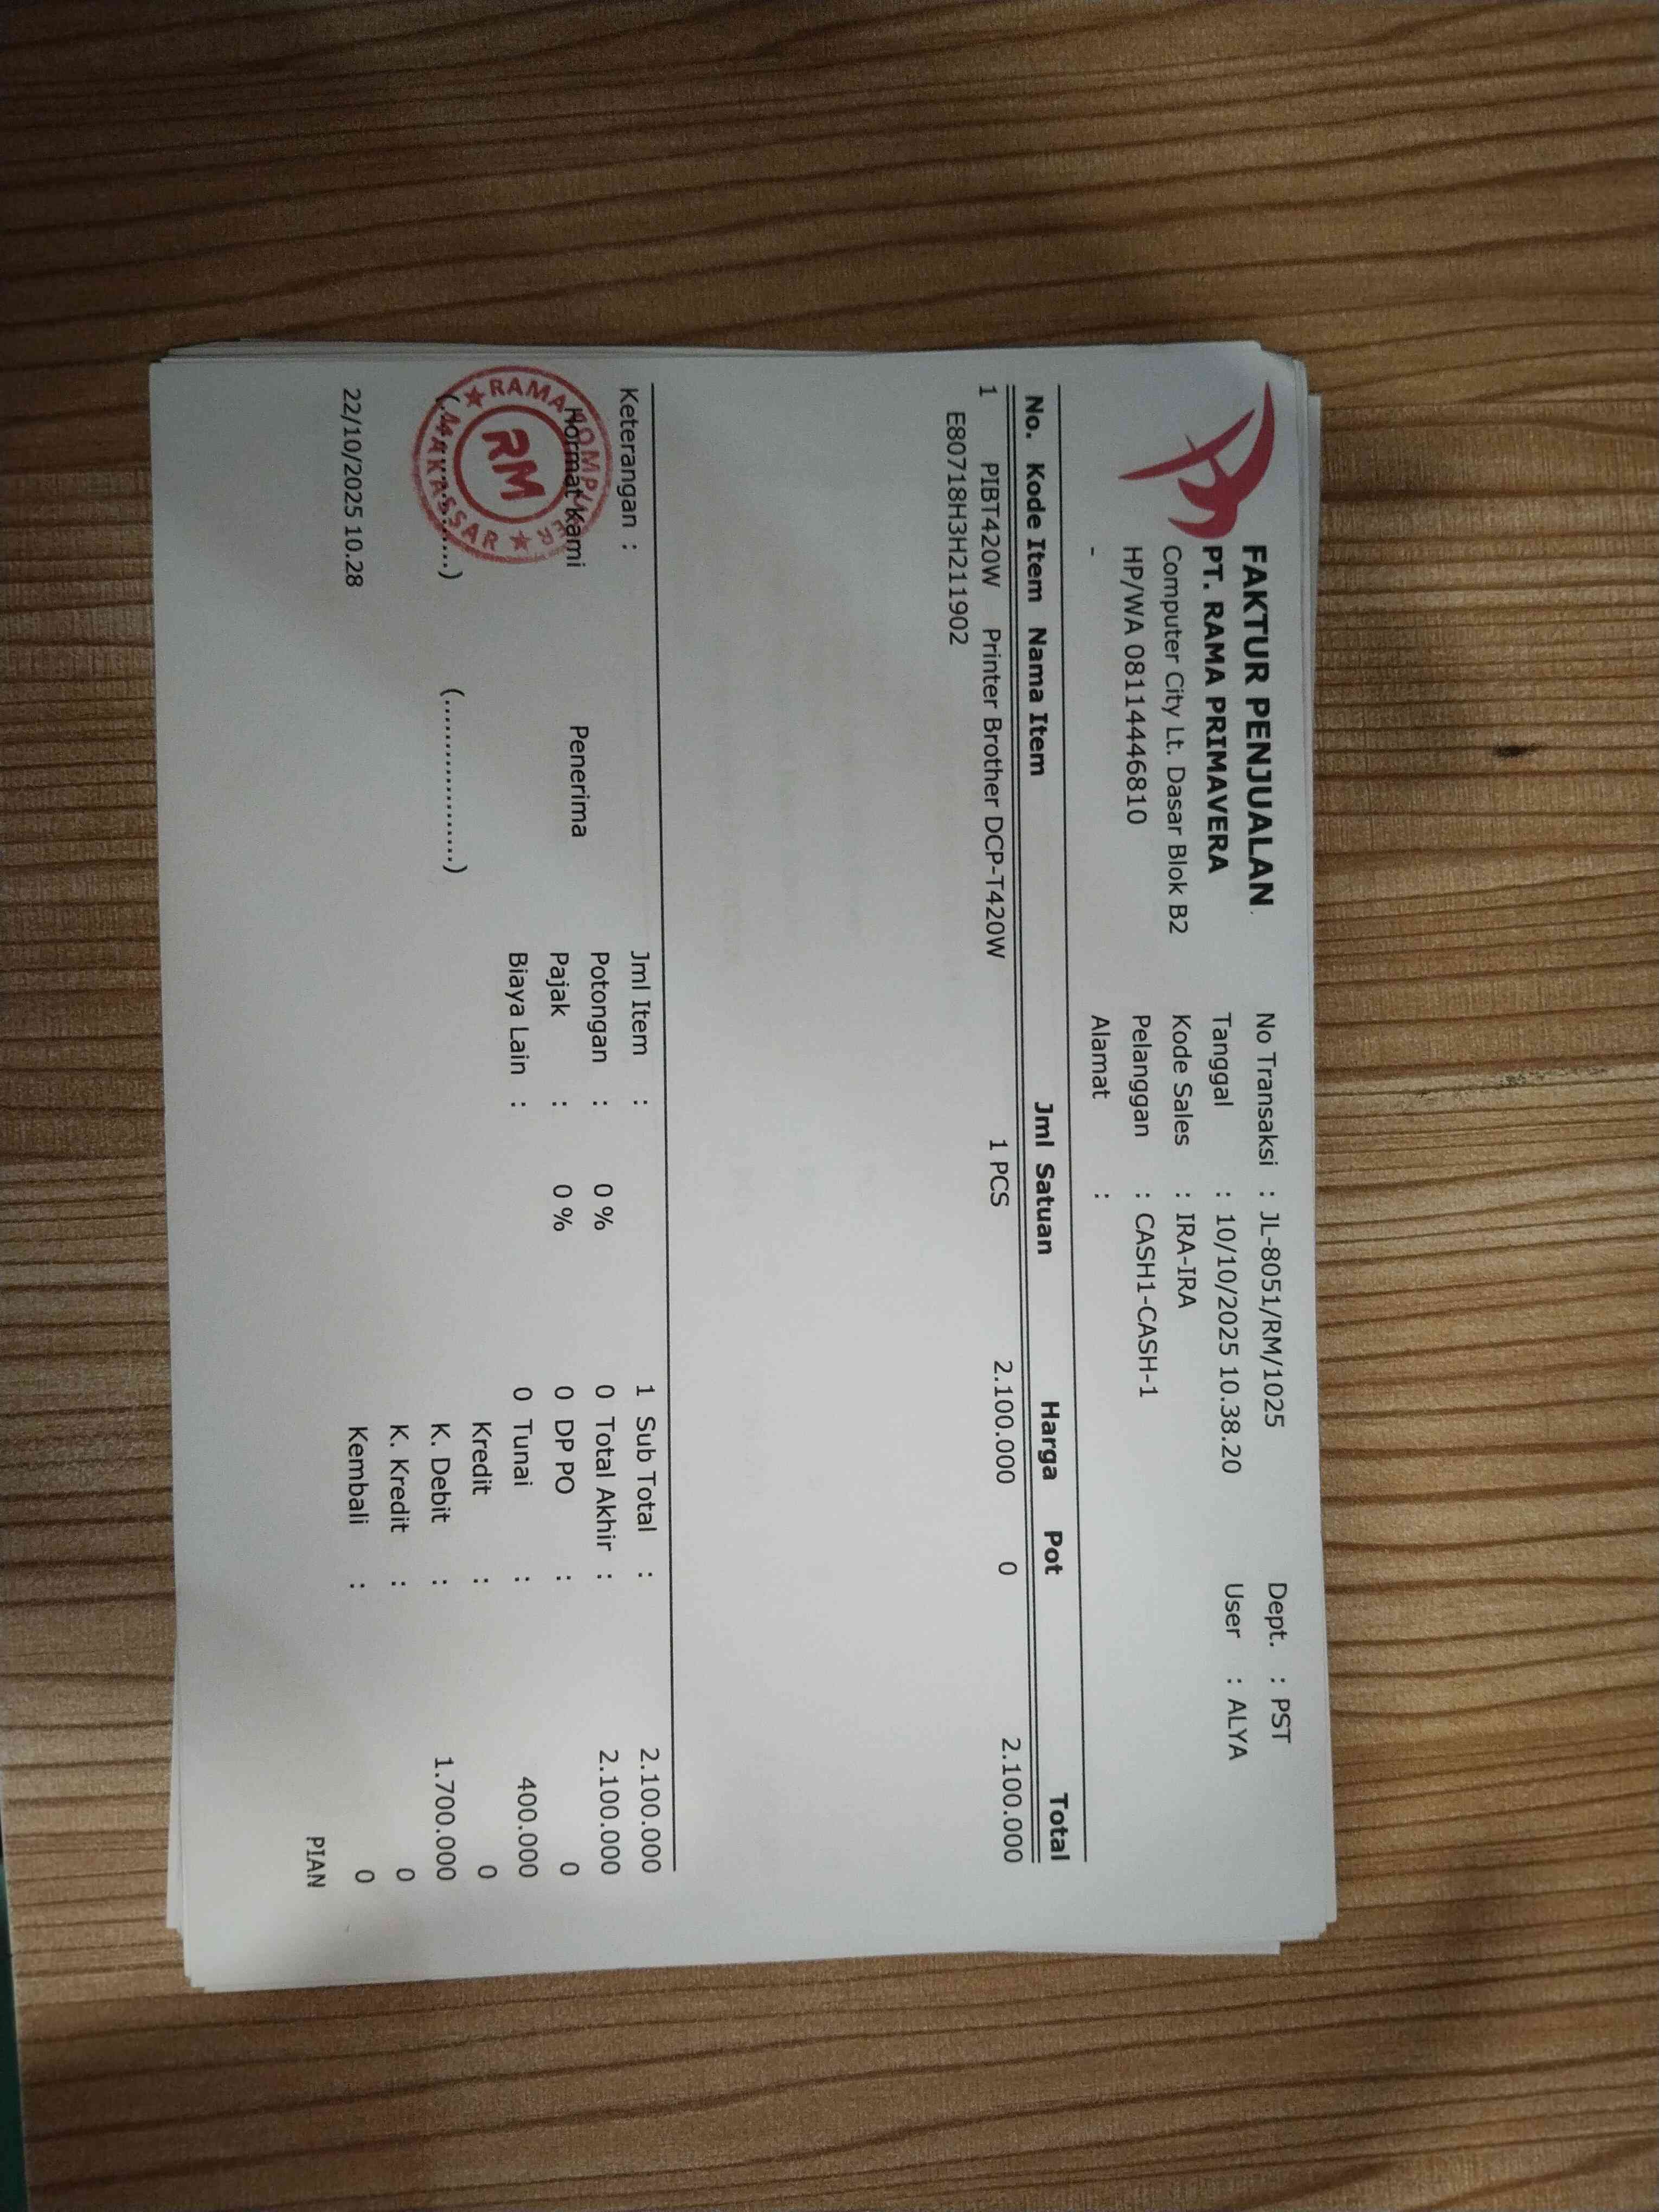 FAKTUR PENJUALAN
PT. RAMA PRIMAVERA
Computer City Lt. Dasar Blok B2
HP/WA 08114446810
-
No Transaksi : JL-8051/RM/1025
Tanggal : 10/10/2025 10.38.20
Kode Sales : IRA-IRA
Pelanggan : CASH1-CASH-1
Alamat :
Dept. : PST
User : ALYA
No. Kode Item Nama Item Jml Satuan Harga Pot Total
1 PIBT420W Printer Brother DCP-T420W 1 PCS 2.100.000 0 2.100.000
E80718H3H211902
Keterangan :
Hormat Kami
Penerima
(................)
(................)
RAMA KOMPUTER
RM
MAKASSAR
22/10/2025 10.28
Jml Item : 1
Potongan : 0 % 0
Pajak : 0 % 0
Biaya Lain : 0
Sub Total : 2.100.000
Total Akhir : 2.100.000
DP PO : 0
Tunai : 400.000
Kredit : 0
K. Debit : 1.700.000
K. Kredit : 0
Kembali : 0
PIAN